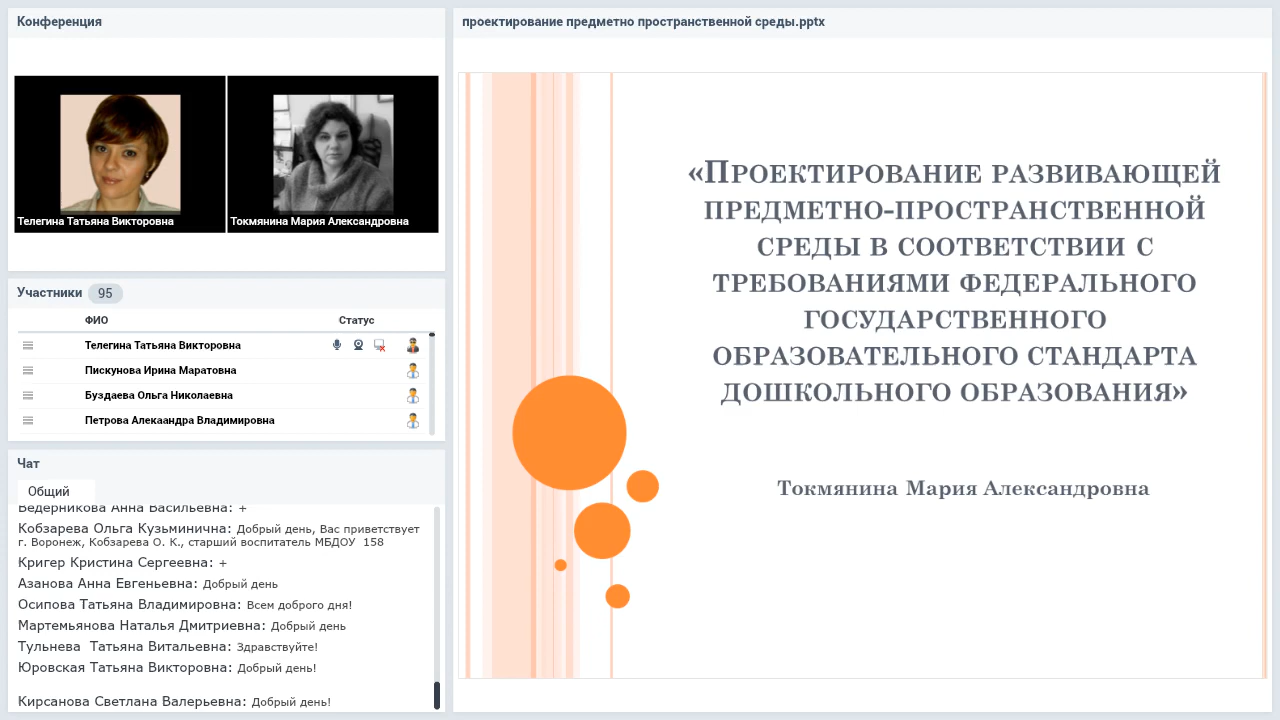 Конференция
Телегина Татьяна Викторовна
Токмянина Мария Александровна
Участники 95
ФИО Статус
Телегина Татьяна Викторовна
Пискунова Ирина Маратовна
Буздаева Ольга Николаевна
Петрова Алекаандра Владимировна
Чат
Общий
Ведерникова Анна Васильевна: +
Кобзарева Ольга Кузьминична: Добрый день, Вас приветствует
г. Воронеж, Кобзарева О. К., старший воспитатель МБДОУ 158
Кригер Кристина Сергеевна: +
Азанова Анна Евгеньевна: Добрый день
Осипова Татьяна Владимировна: Всем доброго дня!
Мартемьянова Наталья Дмитриевна: Добрый день
Тульнева Татьяна Витальевна: Здравствуйте!
Юровская Татьяна Викторовна: Добрый день!
Кирсанова Светлана Валерьевна: Добрый день!
проектирование предметно пространственной среды.pptx
«Проектирование развивающей
предметно-пространственной
среды в соответствии с
требованиями Федерального
государственного
образовательного стандарта
дошкольного образования»
Токмянина Мария Александровна